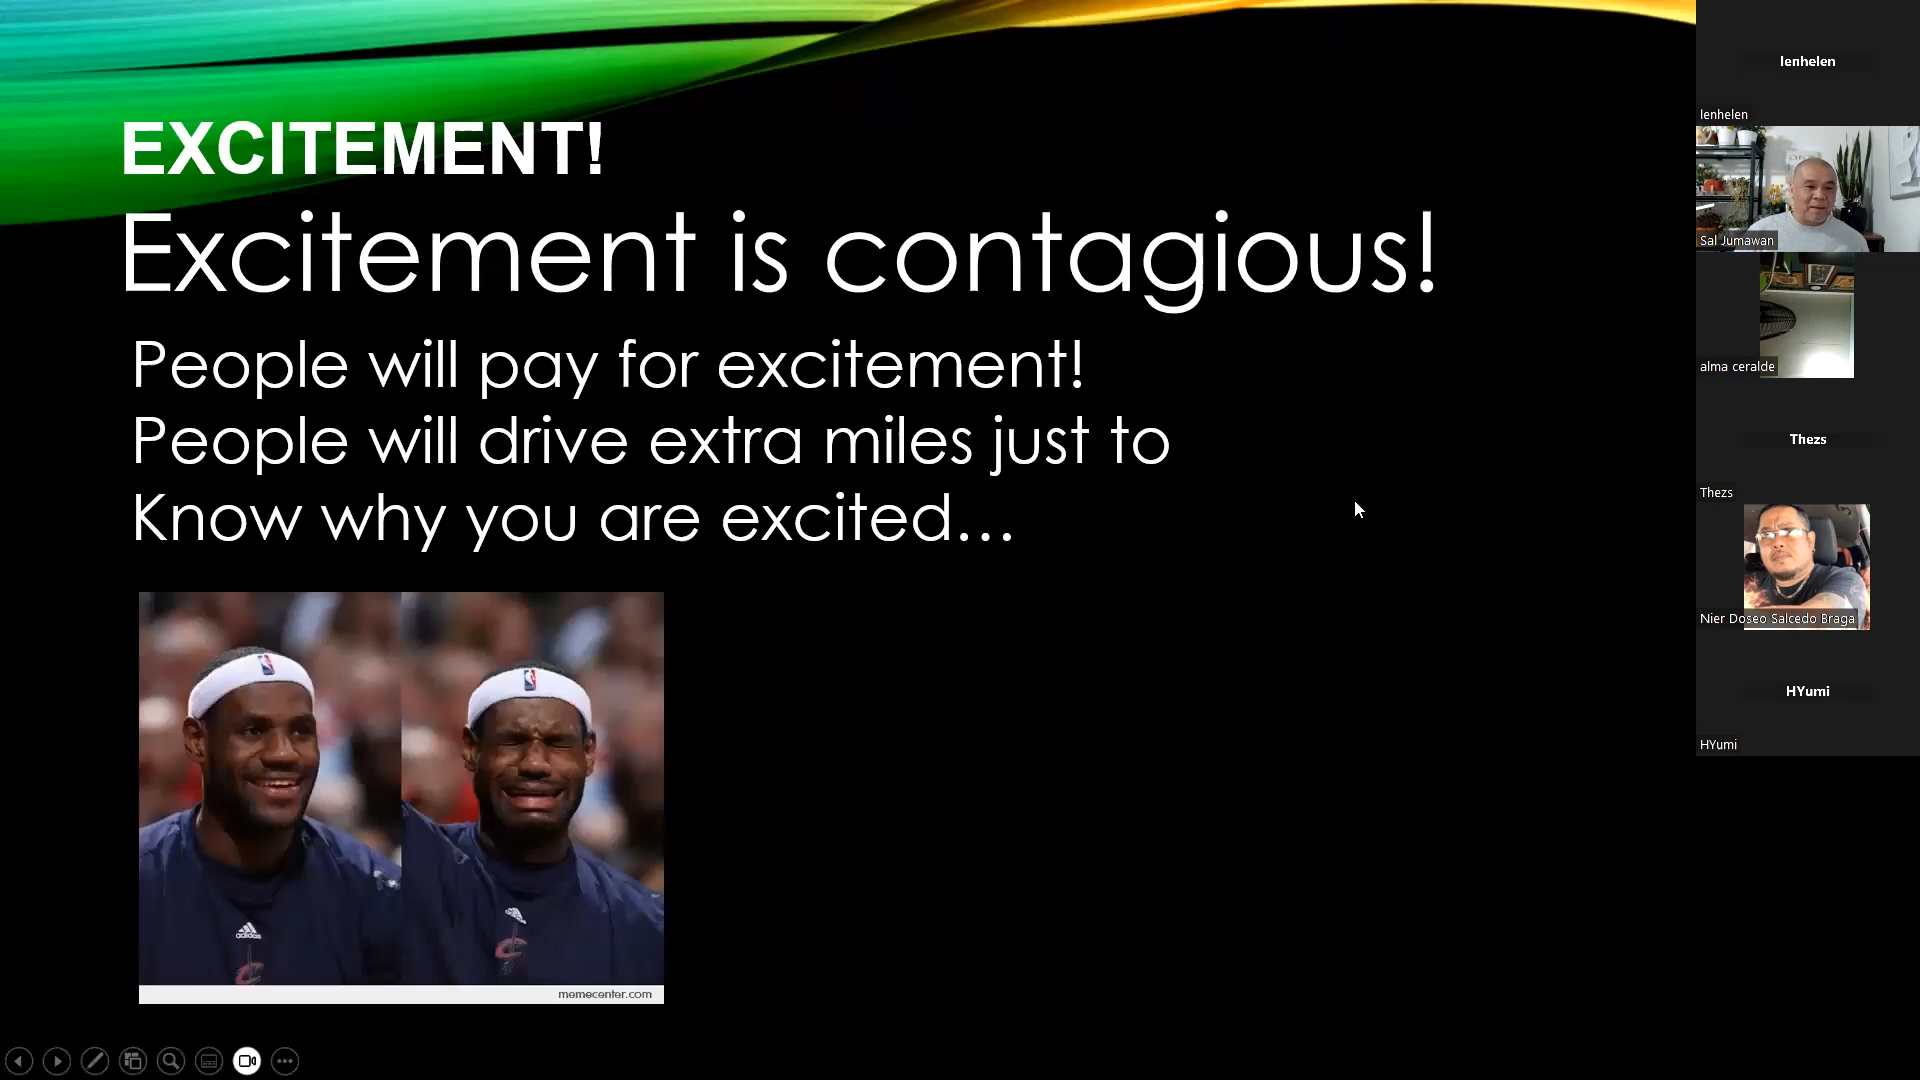 EXCITEMENT!
Excitement is contagious!
People will pay for excitement!
People will drive extra miles just to
Know why you are excited...
adidas
memecenter.com
lenhelen
lenhelen
Sal Jumawan
alma ceralde
Thezs
Thezs
Nier Doseo Salcedo Braga
HYumi
HYumi